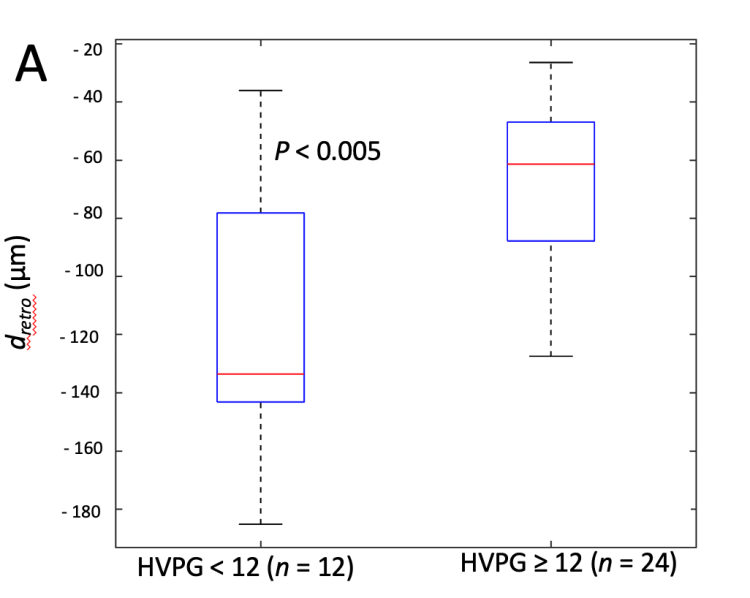 A
- 20
- 40
- 60
- 80
- 100
- 120
- 140
- 160
- 180
dretro (µm)
P < 0.005
HVPG < 12 (n = 12)
HVPG ≥ 12 (n = 24)